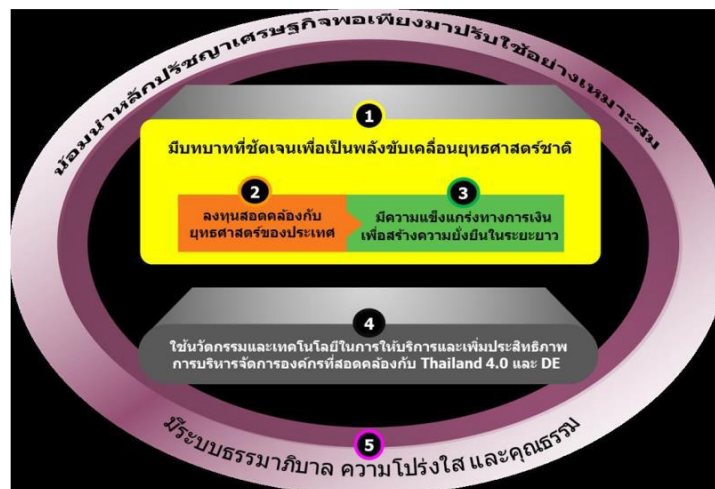 น้อมนำหลักปรัชญาเศรษฐกิจพอเพียงมาปรับใช้อย่างเหมาะสม
1
มีบทบาทที่ชัดเจนเพื่อเป็นพลังขับเคลื่อนยุทธศาสตร์ชาติ
2
ลงทุนสอดคล้องกับ
ยุทธศาสตร์ของประเทศ
3
มีความแข็งแกร่งทางการเงิน
เพื่อสร้างความยั่งยืนในระยะยาว
4
ใช้นวัตกรรมและเทคโนโลยีในการให้บริการและเพิ่มประสิทธิภาพ
การบริหารจัดการองค์กรที่สอดคล้องกับ Thailand 4.0 และ DE
5
มีระบบธรรมาภิบาล ความโปร่งใส และคุณธรรม